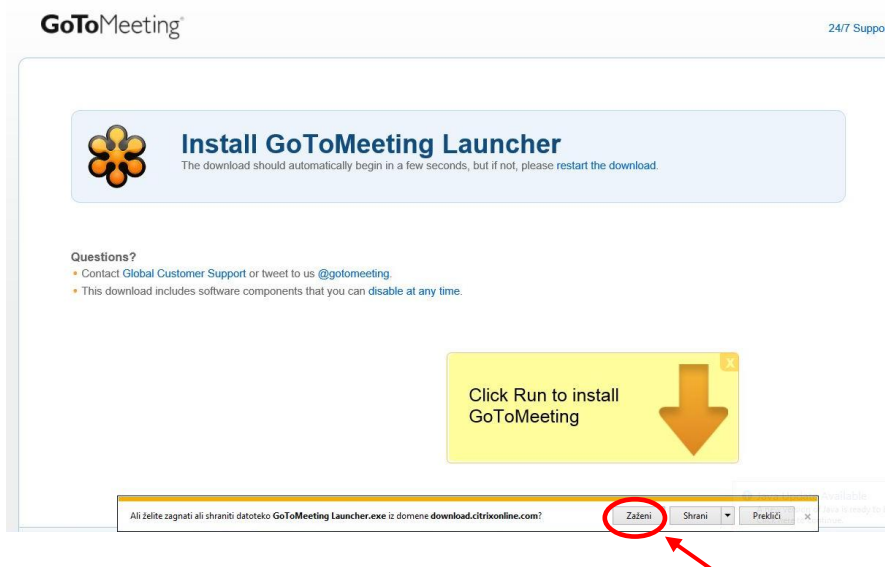 GoToMeeting
24/7 Suppo
Install GoToMeeting Launcher
The download should automatically begin in a few seconds, but if not, please restart the download.
Questions?
• Contact Global Customer Support or tweet to us @gotomeeting.
• This download includes software components that you can disable at any time.
X
Click Run to install
GoToMeeting
Ali želite zagnati ali shraniti datoteko GoToMeeting Launcher.exe iz domene download.citrixonline.com?
Zaženi Shrani Prekliči ×